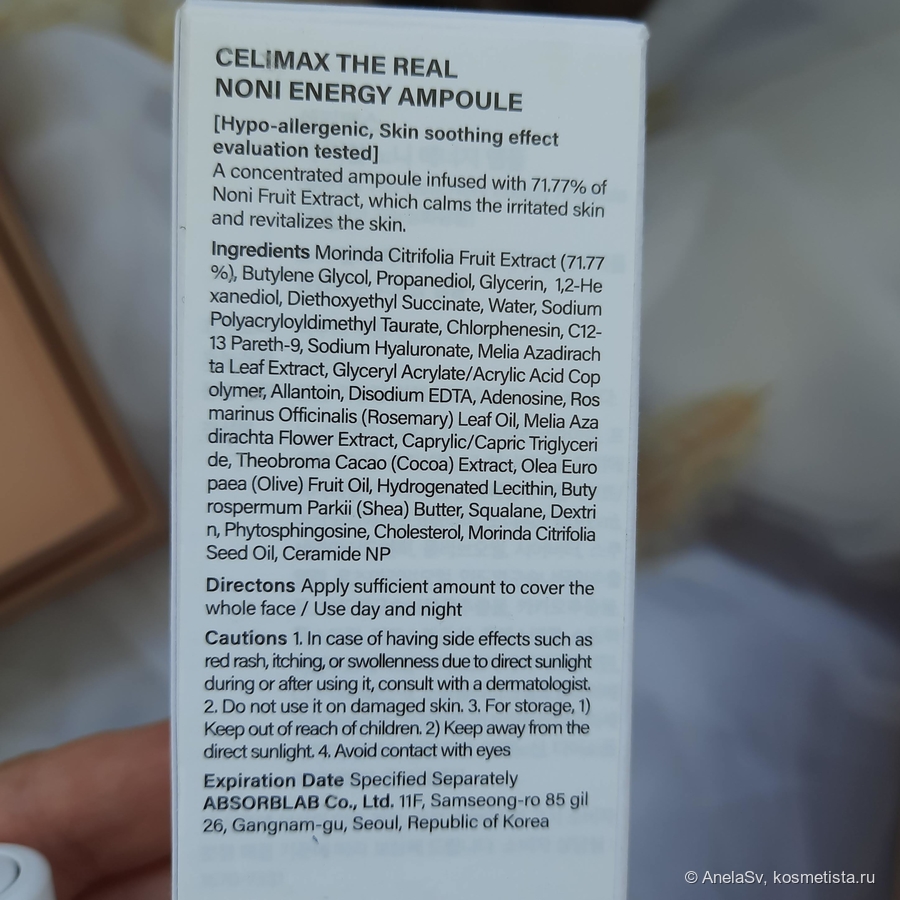 CELIMAX THE REAL
NONI ENERGY AMPOULE
[Hypo-allergenic, Skin soothing effect
evaluation tested]
A concentrated ampoule infused with 71.77% of
Noni Fruit Extract, which calms the irritated skin
and revitalizes the skin.
Ingredients Morinda Citrifolia Fruit Extract (71.77
%), Butylene Glycol, Propanediol, Glycerin, 1,2-He
xanediol, Diethoxyethyl Succinate, Water, Sodium
Polyacryloyldimethyl Taurate, Chlorphenesin, C12-
13 Pareth-9, Sodium Hyaluronate, Melia Azadirach
ta Leaf Extract, Glyceryl Acrylate/Acrylic Acid Cop
olymer, Allantoin, Disodium EDTA, Adenosine, Ros
marinus Officinalis (Rosemary) Leaf Oil, Melia Aza
dirachta Flower Extract, Caprylic/Capric Triglyceri
de, Theobroma Cacao (Cocoa) Extract, Olea Euro
paea (Olive) Fruit Oil, Hydrogenated Lecithin, Buty
rospermum Parkii (Shea) Butter, Squalane, Dextri
n, Phytosphingosine, Cholesterol, Morinda Citrifolia
Seed Oil, Ceramide NP
Directons Apply sufficient amount to cover the
whole face / Use day and night
Cautions 1. In case of having side effects such as
red rash, itching, or swollenness due to direct sunlight
during or after using it, consult with a dermatologist.
2. Do not use it on damaged skin. 3. For storage, 1)
Keep out of reach of children. 2) Keep away from the
direct sunlight. 4. Avoid contact with eyes
Expiration Date Specified Separately
ABSORBLAB Co., Ltd. 11F, Samseong-ro 85 gil
26, Gangnam-gu, Seoul, Republic of Korea
© AnelaSv, kosmetista.ru